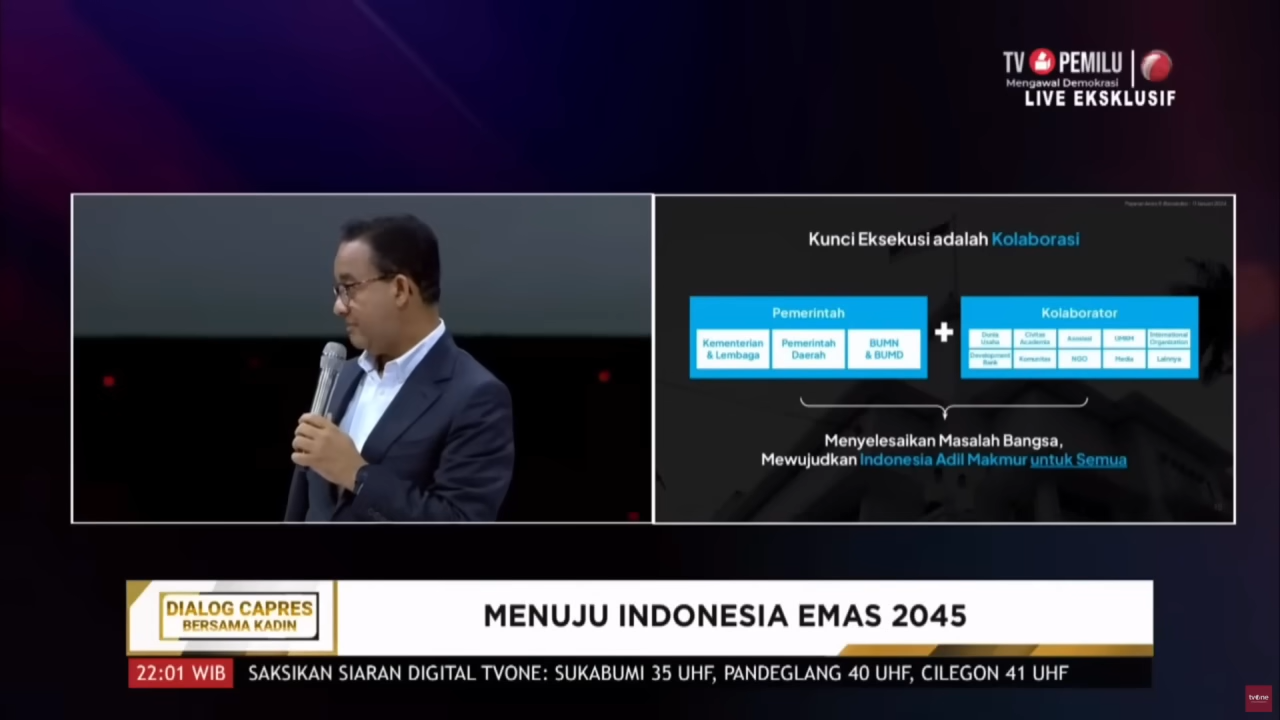 TV PEMILU
Mengawal Demokrasi
LIVE EKSKLUSIF
Kunci Eksekusi adalah Kolaborasi
Pemerintah
Kementerian
& Lembaga
Pemerintah
Daerah
BUMN
& BUMD
Kolaborator
Dunia
Usaha
Civitas
Academia
Asosiasi
UMKM
International
Organization
Development
Bank
Komunitas
NGO
Media
Lainnya
Menyelesaikan Masalah Bangsa,
Mewujudkan Indonesia Adil Makmur untuk Semua
DIALOG CAPRES
BERSAMA KADIN
MENUJU INDONESIA EMAS 2045
22:01 WIB SAKSIKAN SIARAN DIGITAL TVONE: SUKABUMI 35 UHF, PANDEGLANG 40 UHF, CILEGON 41 UHF
tvOne